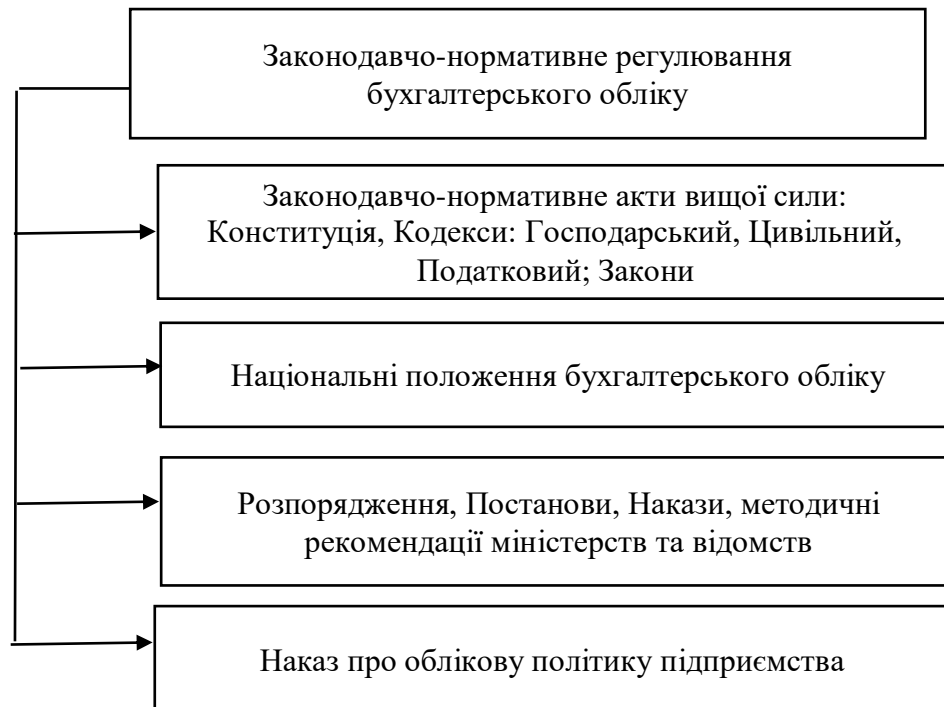 Законодавчо-нормативне регулювання
бухгалтерського обліку
Законодавчо-нормативне акти вищої сили:
Конституція, Кодекси: Господарський, Цивільний,
Податковий; Закони
Національні положення бухгалтерського обліку
Розпорядження, Постанови, Накази, методичні
рекомендації міністерств та відомств
Наказ про облікову політику підприємства